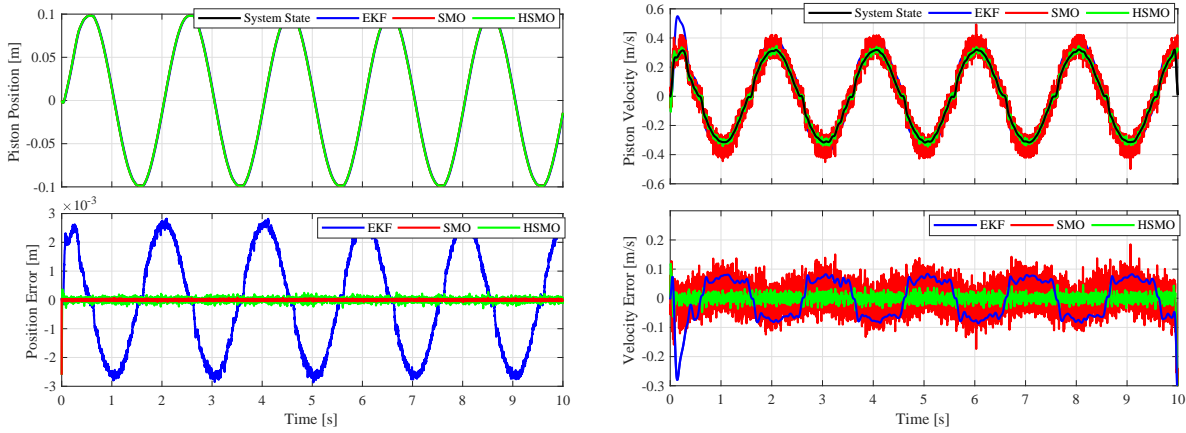 System State EKF SMO HSMO
Piston Position [m]
0.1
0.05
0
-0.05
-0.1
×10⁻³
EKF SMO HSMO
Position Error [m]
3
2
1
0
-1
-2
-3
0 1 2 3 4 5 6 7 8 9 10
Time [s]
System State EKF SMO HSMO
Piston Velocity [m/s]
0.6
0.4
0.2
0
-0.2
-0.4
-0.6
EKF SMO HSMO
Velocity Error [m/s]
0.3
0.2
0.1
0
-0.1
-0.2
-0.3
0 1 2 3 4 5 6 7 8 9 10
Time [s]